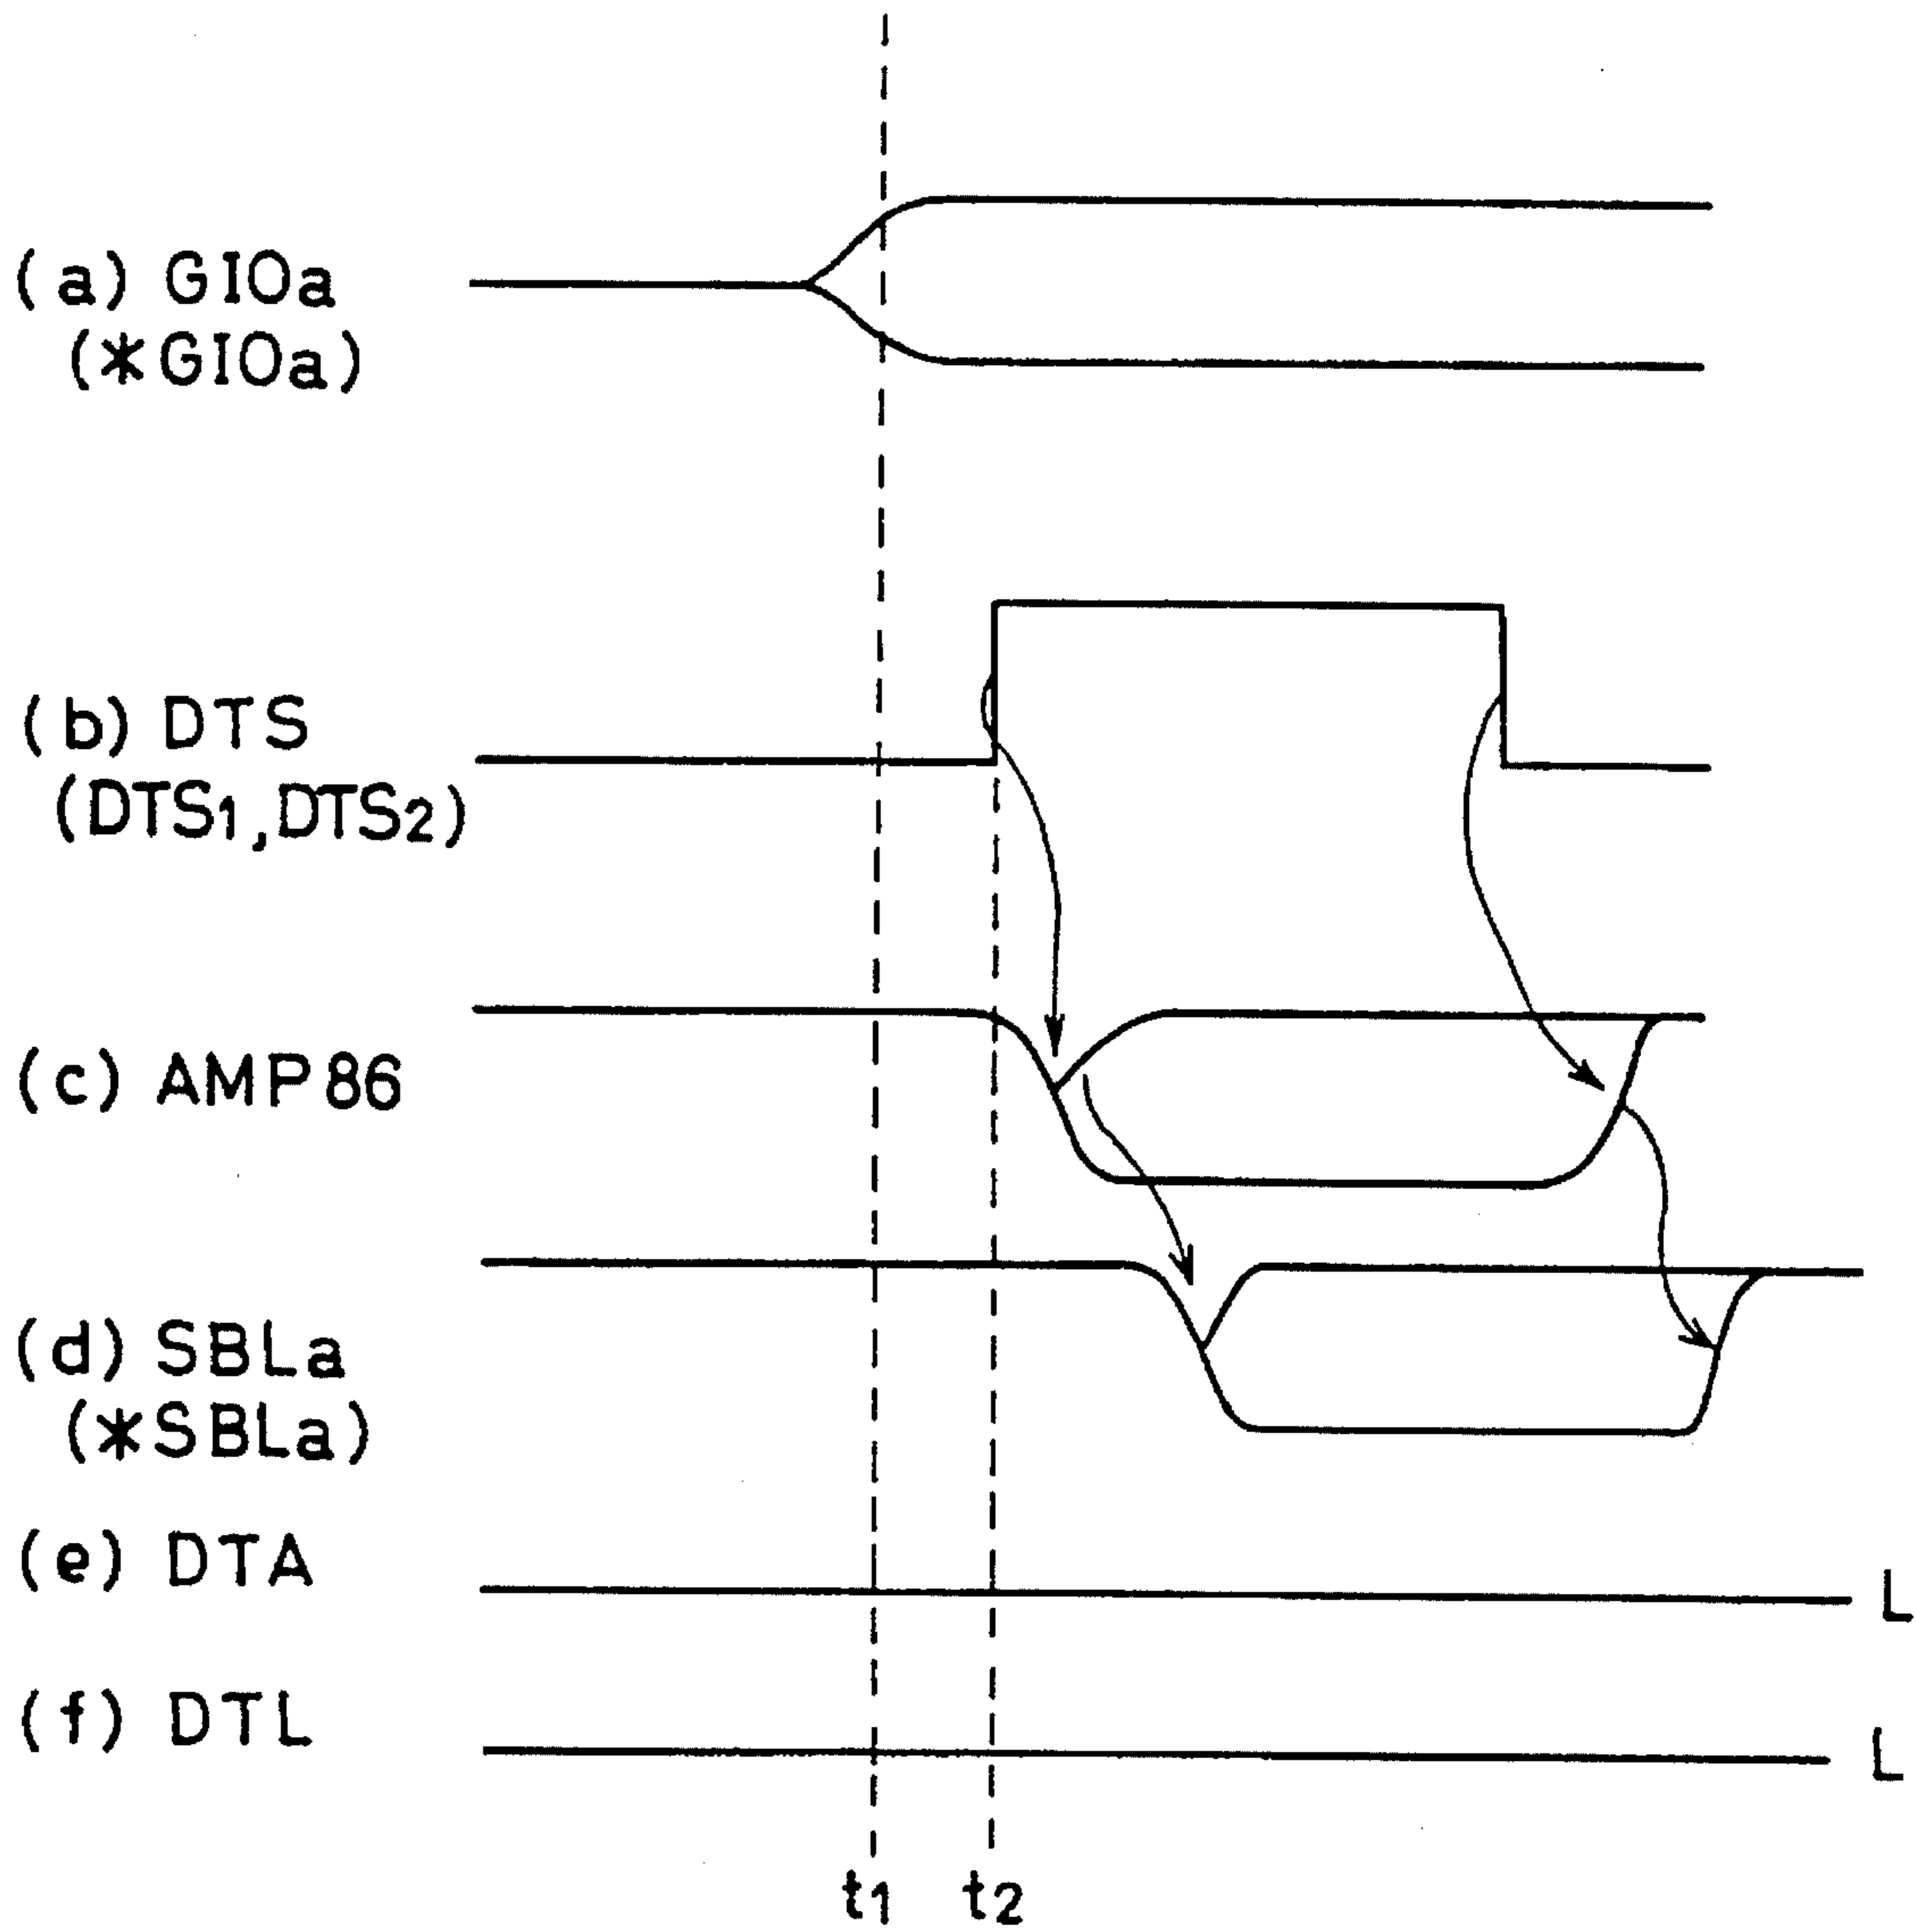 (a) GIOa
(*GIOa)
(b) DTS
(DTS1,DTS2)
(c) AMP86
(d) SBLa
(*SBLa)
(e) DTA
L
(f) DTL
L
t1 t2